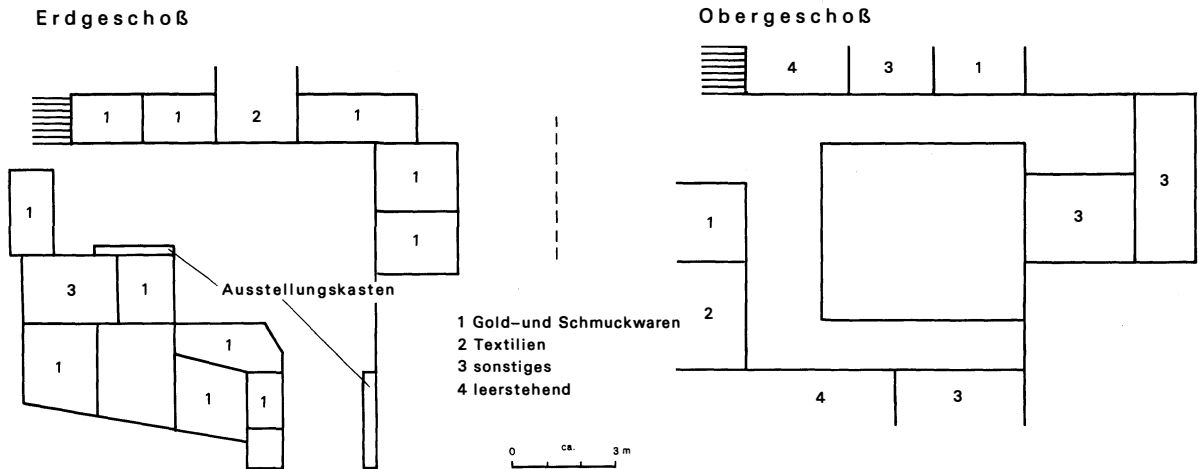 Erdgeschoß
Obergeschoß
4 3 1
1 1 2 1
1
3
1
3
1
1
1
Ausstellungskasten
3 1
1 Gold-und Schmuckwaren
2 Textilien
3 sonstiges
4 leerstehend
2
1
1
1 1
4 3
0 ca. 3 m